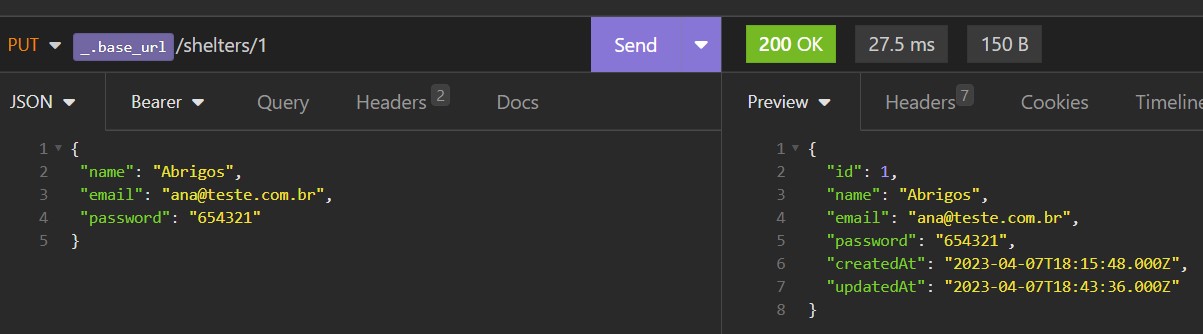 PUT _.base_url /shelters/1 Send 200 OK 27.5 ms 150 B
JSON Bearer Query Headers 2 Docs Preview Headers 7 Cookies Timeline
1 {
2 "name": "Abrigos",
3 "email": "ana@teste.com.br",
4 "password": "654321"
5 }
1 {
2 "id": 1,
3 "name": "Abrigos",
4 "email": "ana@teste.com.br",
5 "password": "654321",
6 "createdAt": "2023-04-07T18:15:48.000Z",
7 "updatedAt": "2023-04-07T18:43:36.000Z"
8 }